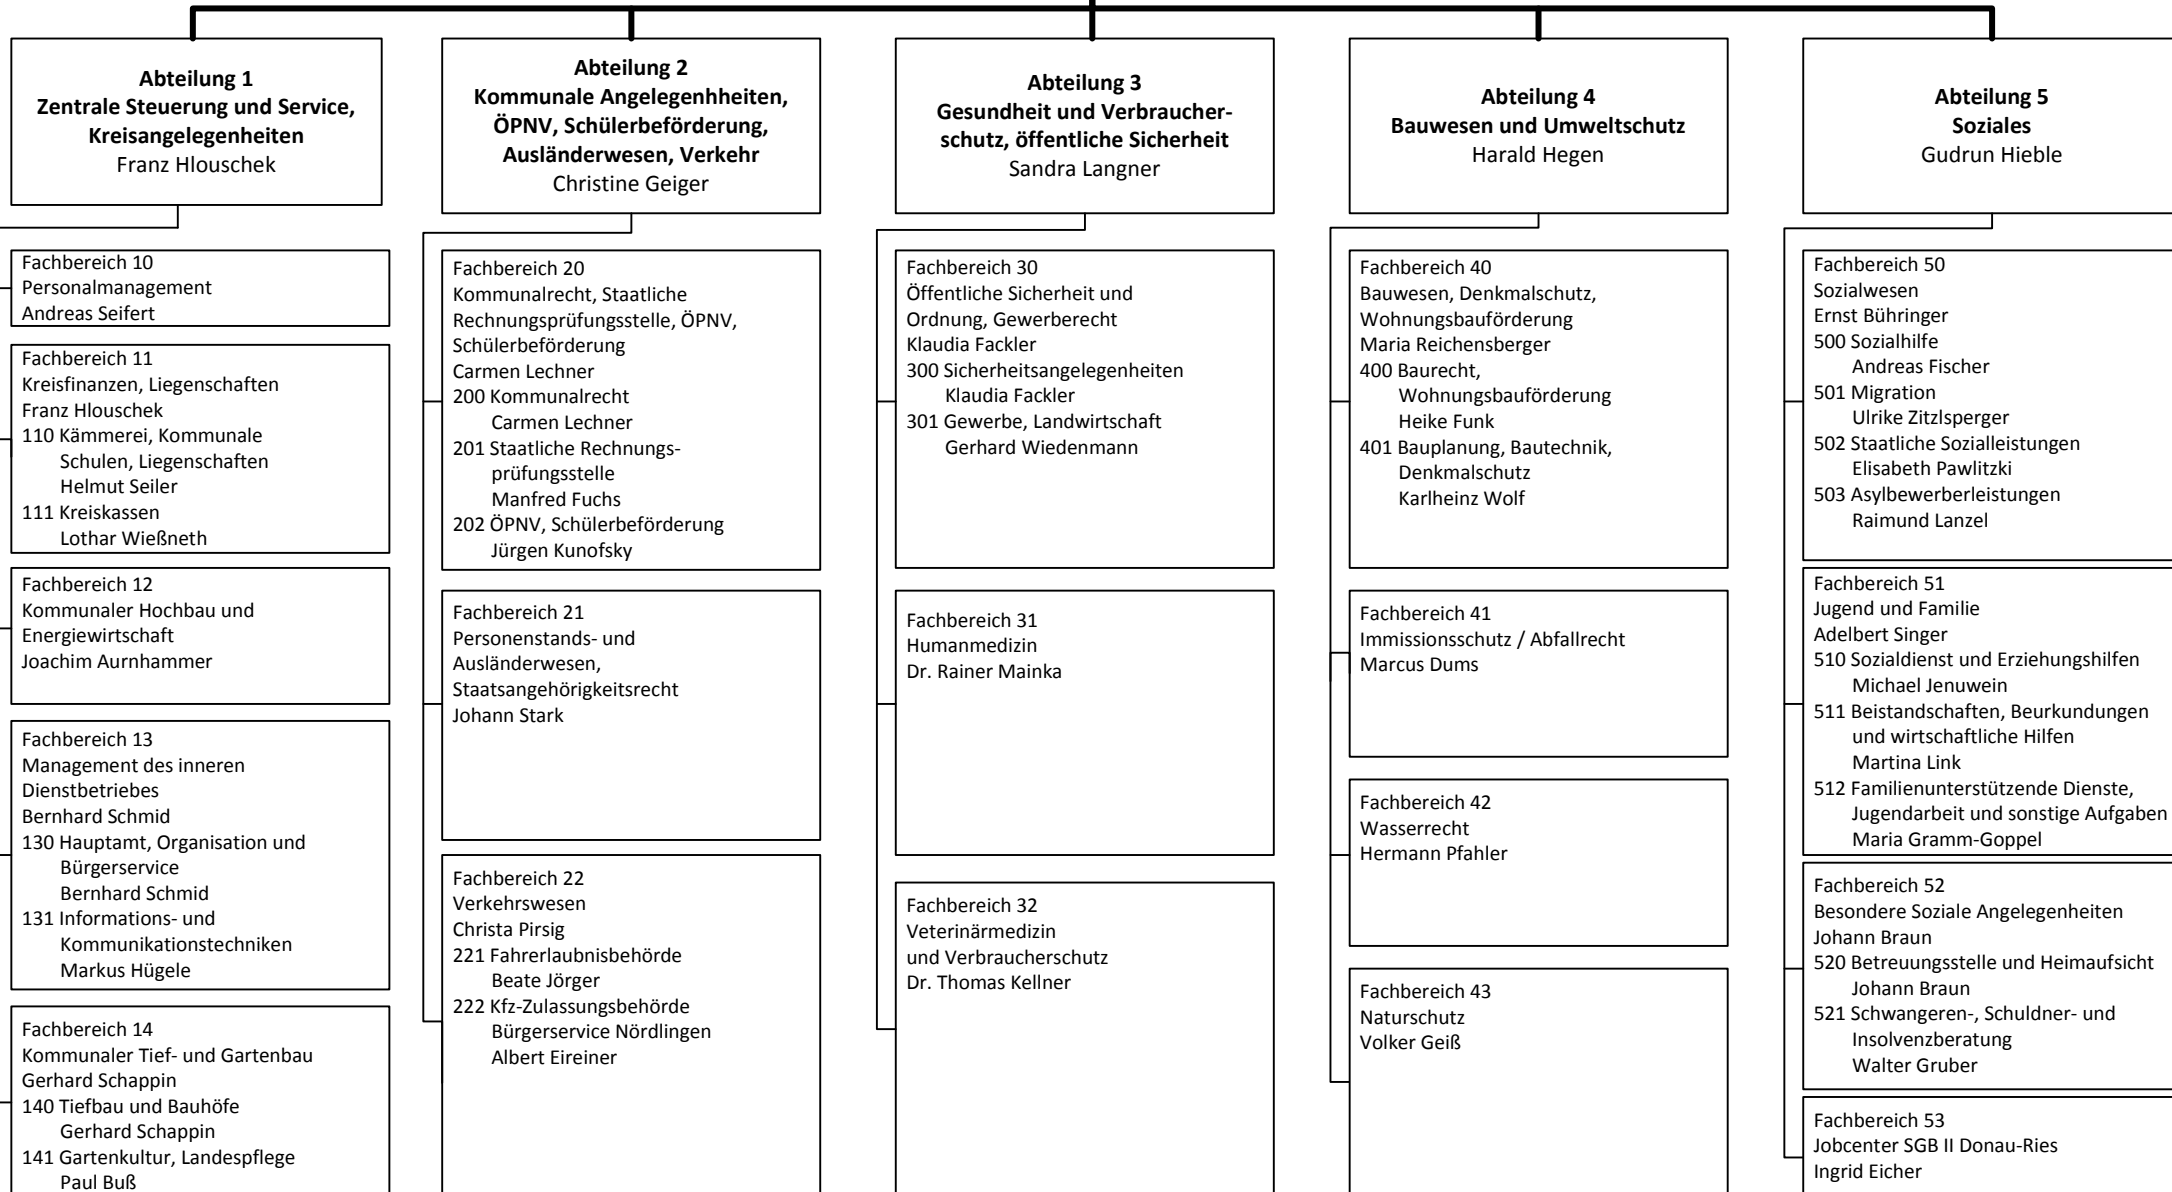 Abteilung 1
Zentrale Steuerung und Service,
Kreisangelegenheiten
Franz Hlouschek
Fachbereich 10
Personalmanagement
Andreas Seifert
Fachbereich 11
Kreisfinanzen, Liegenschaften
Franz Hlouschek
110 Kämmerei, Kommunale
Schulen, Liegenschaften
Helmut Seiler
111 Kreiskassen
Lothar Wießneth
Fachbereich 12
Kommunaler Hochbau und
Energiewirtschaft
Joachim Aurnhammer
Fachbereich 13
Management des inneren
Dienstbetriebes
Bernhard Schmid
130 Hauptamt, Organisation und
Bürgerservice
Bernhard Schmid
131 Informations- und
Kommunikationstechniken
Markus Hügele
Fachbereich 14
Kommunaler Tief- und Gartenbau
Gerhard Schappin
140 Tiefbau und Bauhöfe
Gerhard Schappin
141 Gartenkultur, Landespflege
Paul Buß
Abteilung 2
Kommunale Angelegenhheiten,
ÖPNV, Schülerbeförderung,
Ausländerwesen, Verkehr
Christine Geiger
Fachbereich 20
Kommunalrecht, Staatliche
Rechnungsprüfungsstelle, ÖPNV,
Schülerbeförderung
Carmen Lechner
200 Kommunalrecht
Carmen Lechner
201 Staatliche Rechnungs-
prüfungsstelle
Manfred Fuchs
202 ÖPNV, Schülerbeförderung
Jürgen Kunofsky
Fachbereich 21
Personenstands- und
Ausländerwesen,
Staatsangehörigkeitsrecht
Johann Stark
Fachbereich 22
Verkehrswesen
Christa Pirsig
221 Fahrerlaubnisbehörde
Beate Jörger
222 Kfz-Zulassungsbehörde
Bürgerservice Nördlingen
Albert Eireiner
Abteilung 3
Gesundheit und Verbraucher-
schutz, öffentliche Sicherheit
Sandra Langner
Fachbereich 30
Öffentliche Sicherheit und
Ordnung, Gewerberecht
Klaudia Fackler
300 Sicherheitsangelegenheiten
Klaudia Fackler
301 Gewerbe, Landwirtschaft
Gerhard Wiedenmann
Fachbereich 31
Humanmedizin
Dr. Rainer Mainka
Fachbereich 32
Veterinärmedizin
und Verbraucherschutz
Dr. Thomas Kellner
Abteilung 4
Bauwesen und Umweltschutz
Harald Hegen
Fachbereich 40
Bauwesen, Denkmalschutz,
Wohnungsbauförderung
Maria Reichensberger
400 Baurecht,
Wohnungsbauförderung
Heike Funk
401 Bauplanung, Bautechnik,
Denkmalschutz
Karlheinz Wolf
Fachbereich 41
Immissionsschutz / Abfallrecht
Marcus Dums
Fachbereich 42
Wasserrecht
Hermann Pfahler
Fachbereich 43
Naturschutz
Volker Geiß
Abteilung 5
Soziales
Gudrun Hieble
Fachbereich 50
Sozialwesen
Ernst Bühringer
500 Sozialhilfe
Andreas Fischer
501 Migration
Ulrike Zitzlsperger
502 Staatliche Sozialleistungen
Elisabeth Pawlitzki
503 Asylbewerberleistungen
Raimund Lanzel
Fachbereich 51
Jugend und Familie
Adelbert Singer
510 Sozialdienst und Erziehungshilfen
Michael Jenuwein
511 Beistandschaften, Beurkundungen
und wirtschaftliche Hilfen
Martina Link
512 Familienunterstützende Dienste,
Jugendarbeit und sonstige Aufgaben
Maria Gramm-Goppel
Fachbereich 52
Besondere Soziale Angelegenheiten
Johann Braun
520 Betreuungsstelle und Heimaufsicht
Johann Braun
521 Schwangeren-, Schuldner- und
Insolvenzberatung
Walter Gruber
Fachbereich 53
Jobcenter SGB II Donau-Ries
Ingrid Eicher